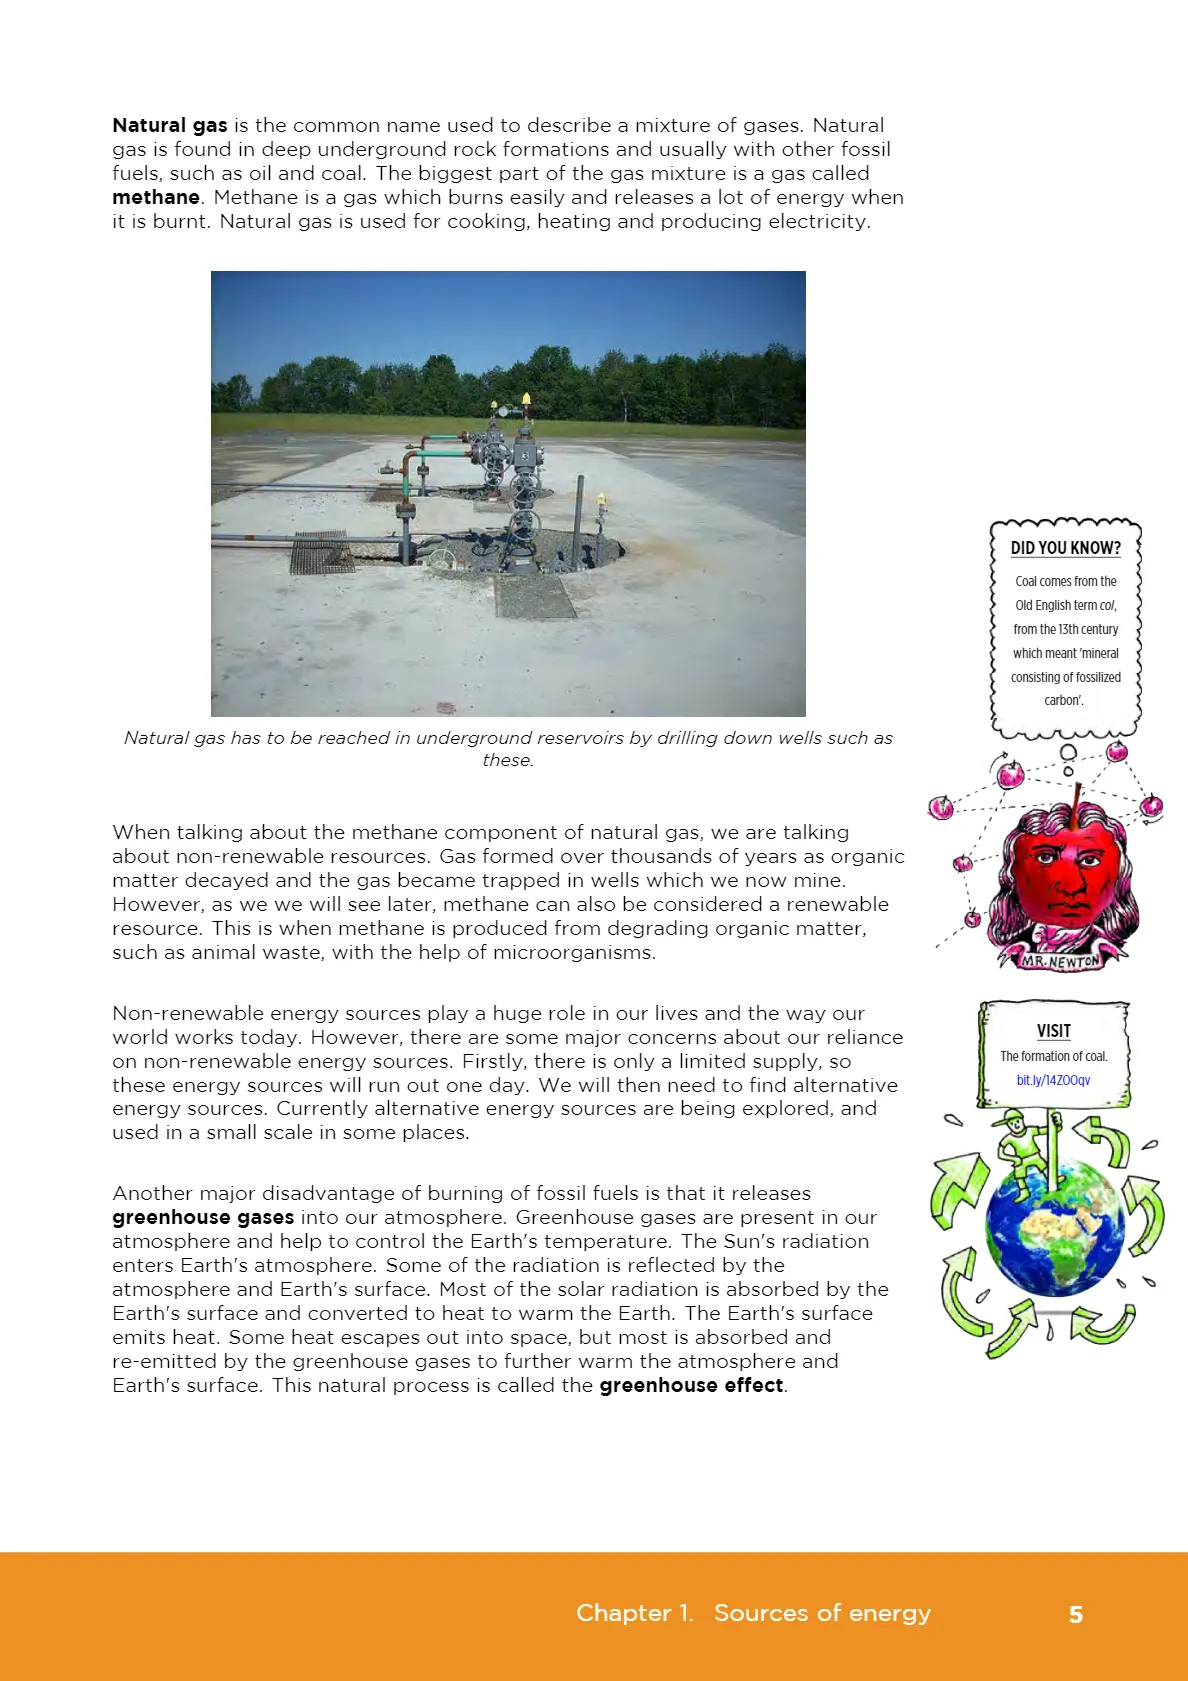 Natural gas is the common name used to describe a mixture of gases. Natural
gas is found in deep underground rock formations and usually with other fossil
fuels, such as oil and coal. The biggest part of the gas mixture is a gas called
methane. Methane is a gas which burns easily and releases a lot of energy when
it is burnt. Natural gas is used for cooking, heating and producing electricity.
Natural gas has to be reached in underground reservoirs by drilling down wells such as
these.
When talking about the methane component of natural gas, we are talking
about non-renewable resources. Gas formed over thousands of years as organic
matter decayed and the gas became trapped in wells which we now mine.
However, as we we will see later, methane can also be considered a renewable
resource. This is when methane is produced from degrading organic matter,
such as animal waste, with the help of microorganisms.
Non-renewable energy sources play a huge role in our lives and the way our
world works today. However, there are some major concerns about our reliance
on non-renewable energy sources. Firstly, there is only a limited supply, so
these energy sources will run out one day. We will then need to find alternative
energy sources. Currently alternative energy sources are being explored, and
used in a small scale in some places.
Another major disadvantage of burning of fossil fuels is that it releases
greenhouse gases into our atmosphere. Greenhouse gases are present in our
atmosphere and help to control the Earth's temperature. The Sun's radiation
enters Earth's atmosphere. Some of the radiation is reflected by the
atmosphere and Earth's surface. Most of the solar radiation is absorbed by the
Earth's surface and converted to heat to warm the Earth. The Earth's surface
emits heat. Some heat escapes out into space, but most is absorbed and
re-emitted by the greenhouse gases to further warm the atmosphere and
Earth's surface. This natural process is called the greenhouse effect.
DID YOU KNOW?
Coal comes from the
Old English term col,
from the 13th century
which meant 'mineral
consisting of fossilized
carbon'.
MR. NEWTON
VISIT
The formation of coal.
bit.ly/14ZOOqv
Chapter 1. Sources of energy
5